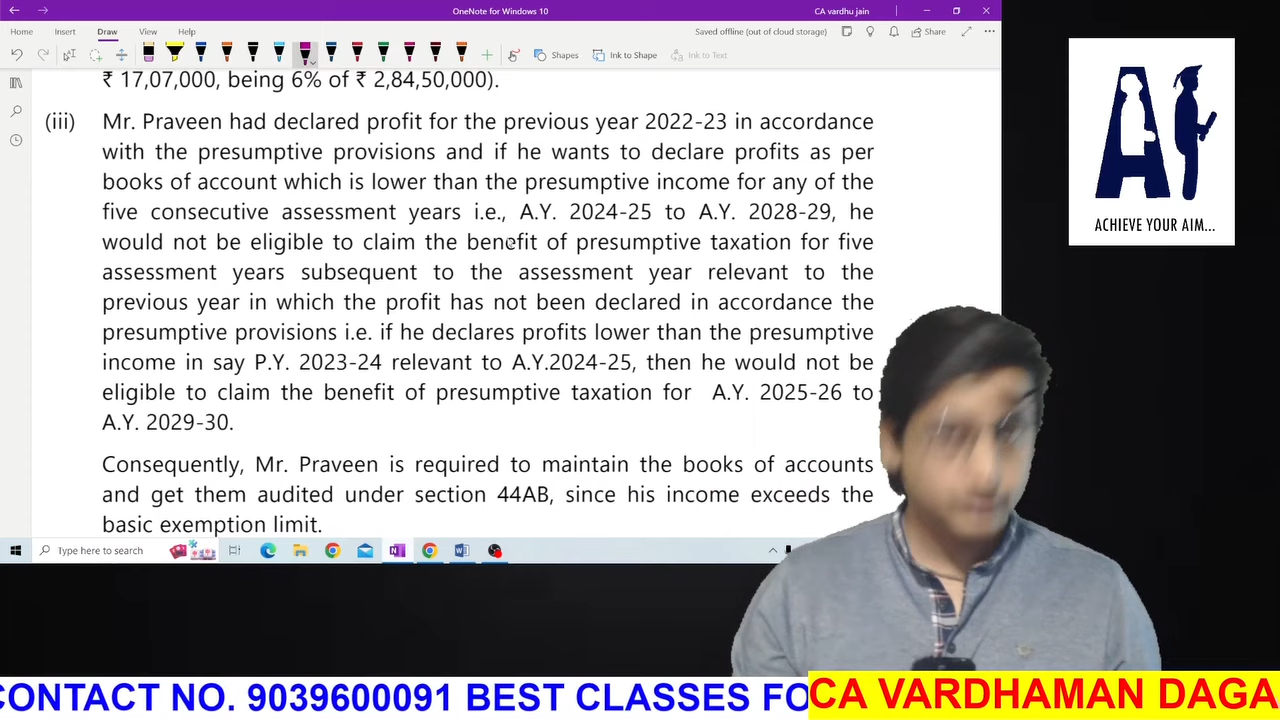 OneNote for Windows 10
CA vardhu jain
Home
Insert
Draw
View
Help
Saved offline (out of cloud storage)
Share
Shapes
Ink to Shape
Ink to Text
₹ 17,07,000, being 6% of ₹ 2,84,50,000).
(iii) Mr. Praveen had declared profit for the previous year 2022-23 in accordance
with the presumptive provisions and if he wants to declare profits as per
books of account which is lower than the presumptive income for any of the
five consecutive assessment years i.e., A.Y. 2024-25 to A.Y. 2028-29, he
would not be eligible to claim the benefit of presumptive taxation for five
assessment years subsequent to the assessment year relevant to the
previous year in which the profit has not been declared in accordance the
presumptive provisions i.e. if he declares profits lower than the presumptive
income in say P.Y. 2023-24 relevant to A.Y.2024-25, then he would not be
eligible to claim the benefit of presumptive taxation for A.Y. 2025-26 to
A.Y. 2029-30.
Consequently, Mr. Praveen is required to maintain the books of accounts
and get them audited under section 44AB, since his income exceeds the
basic exemption limit.
Type here to search
A
ACHIEVE YOUR AIM...
CONTACT NO. 9039600091 BEST CLASSES FO
CA VARDHAMAN DAGA